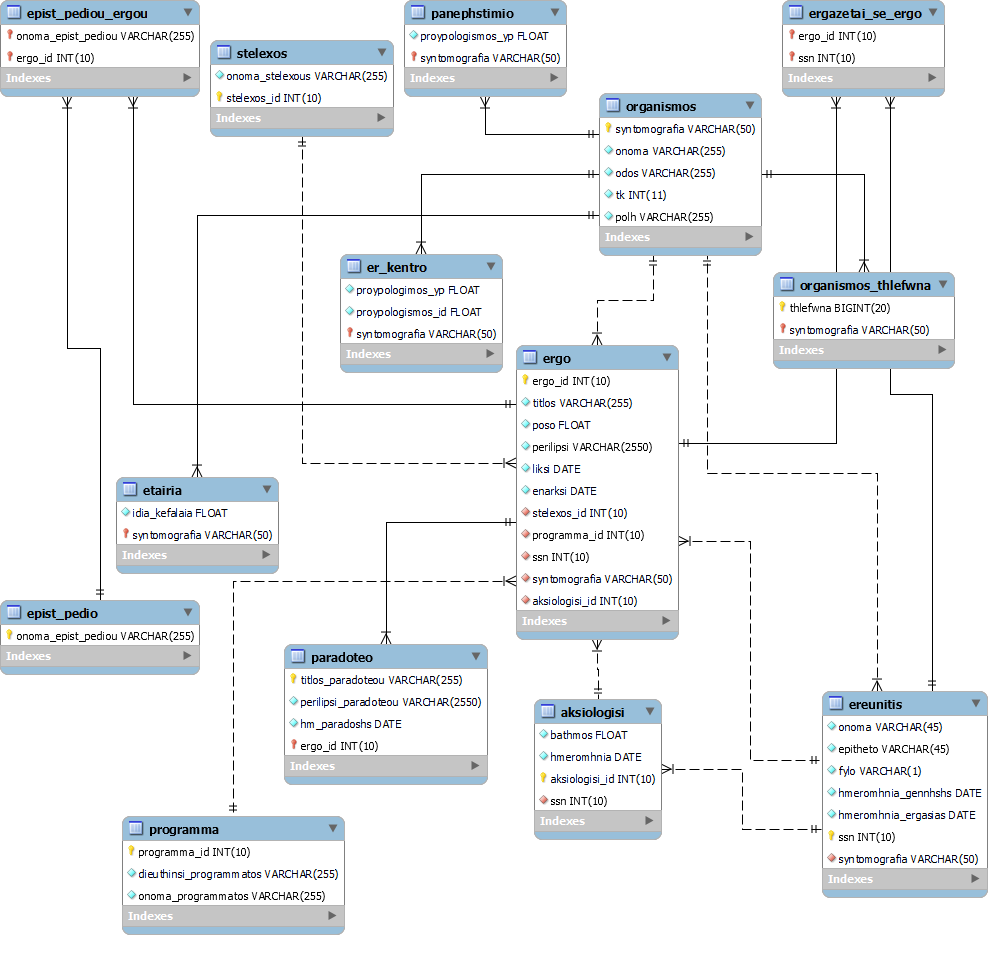 epist_pediou_ergou
onoma_epist_pediou VARCHAR(255)
ergo_id INT(10)
Indexes
stelexos
onoma_stelexous VARCHAR(255)
stelexos_id INT(10)
Indexes
panephstimio
proypologismos_yp FLOAT
syntomografia VARCHAR(50)
Indexes
ergazetai_se_ergo
ergo_id INT(10)
ssn INT(10)
Indexes
organismos
syntomografia VARCHAR(50)
onoma VARCHAR(255)
odos VARCHAR(255)
tk INT(11)
polh VARCHAR(255)
Indexes
er_kentro
proypologimos_yp FLOAT
proypologismos_id FLOAT
syntomografia VARCHAR(50)
Indexes
organismos_thlefwna
thlefwna BIGINT(20)
syntomografia VARCHAR(50)
Indexes
ergo
ergo_id INT(10)
titlos VARCHAR(255)
poso FLOAT
perilipsi VARCHAR(2550)
liksi DATE
enarksi DATE
stelexos_id INT(10)
programma_id INT(10)
ssn INT(10)
syntomografia VARCHAR(50)
aksiologisi_id INT(10)
Indexes
etairia
idia_kefalaia FLOAT
syntomografia VARCHAR(50)
Indexes
epist_pedio
onoma_epist_pediou VARCHAR(255)
Indexes
paradoteo
titlos_paradoteou VARCHAR(255)
perilipsi_paradoteou VARCHAR(2550)
hm_paradoshs DATE
ergo_id INT(10)
Indexes
aksiologisi
bathmos FLOAT
hmeromhnia DATE
aksiologisi_id INT(10)
ssn INT(10)
Indexes
ereunitis
onoma VARCHAR(45)
epitheto VARCHAR(45)
fylo VARCHAR(1)
hmeromhnia_gennhshs DATE
hmeromhnia_ergasias DATE
ssn INT(10)
syntomografia VARCHAR(50)
Indexes
programma
programma_id INT(10)
dieuthinsi_programmatos VARCHAR(255)
onoma_programmatos VARCHAR(255)
Indexes